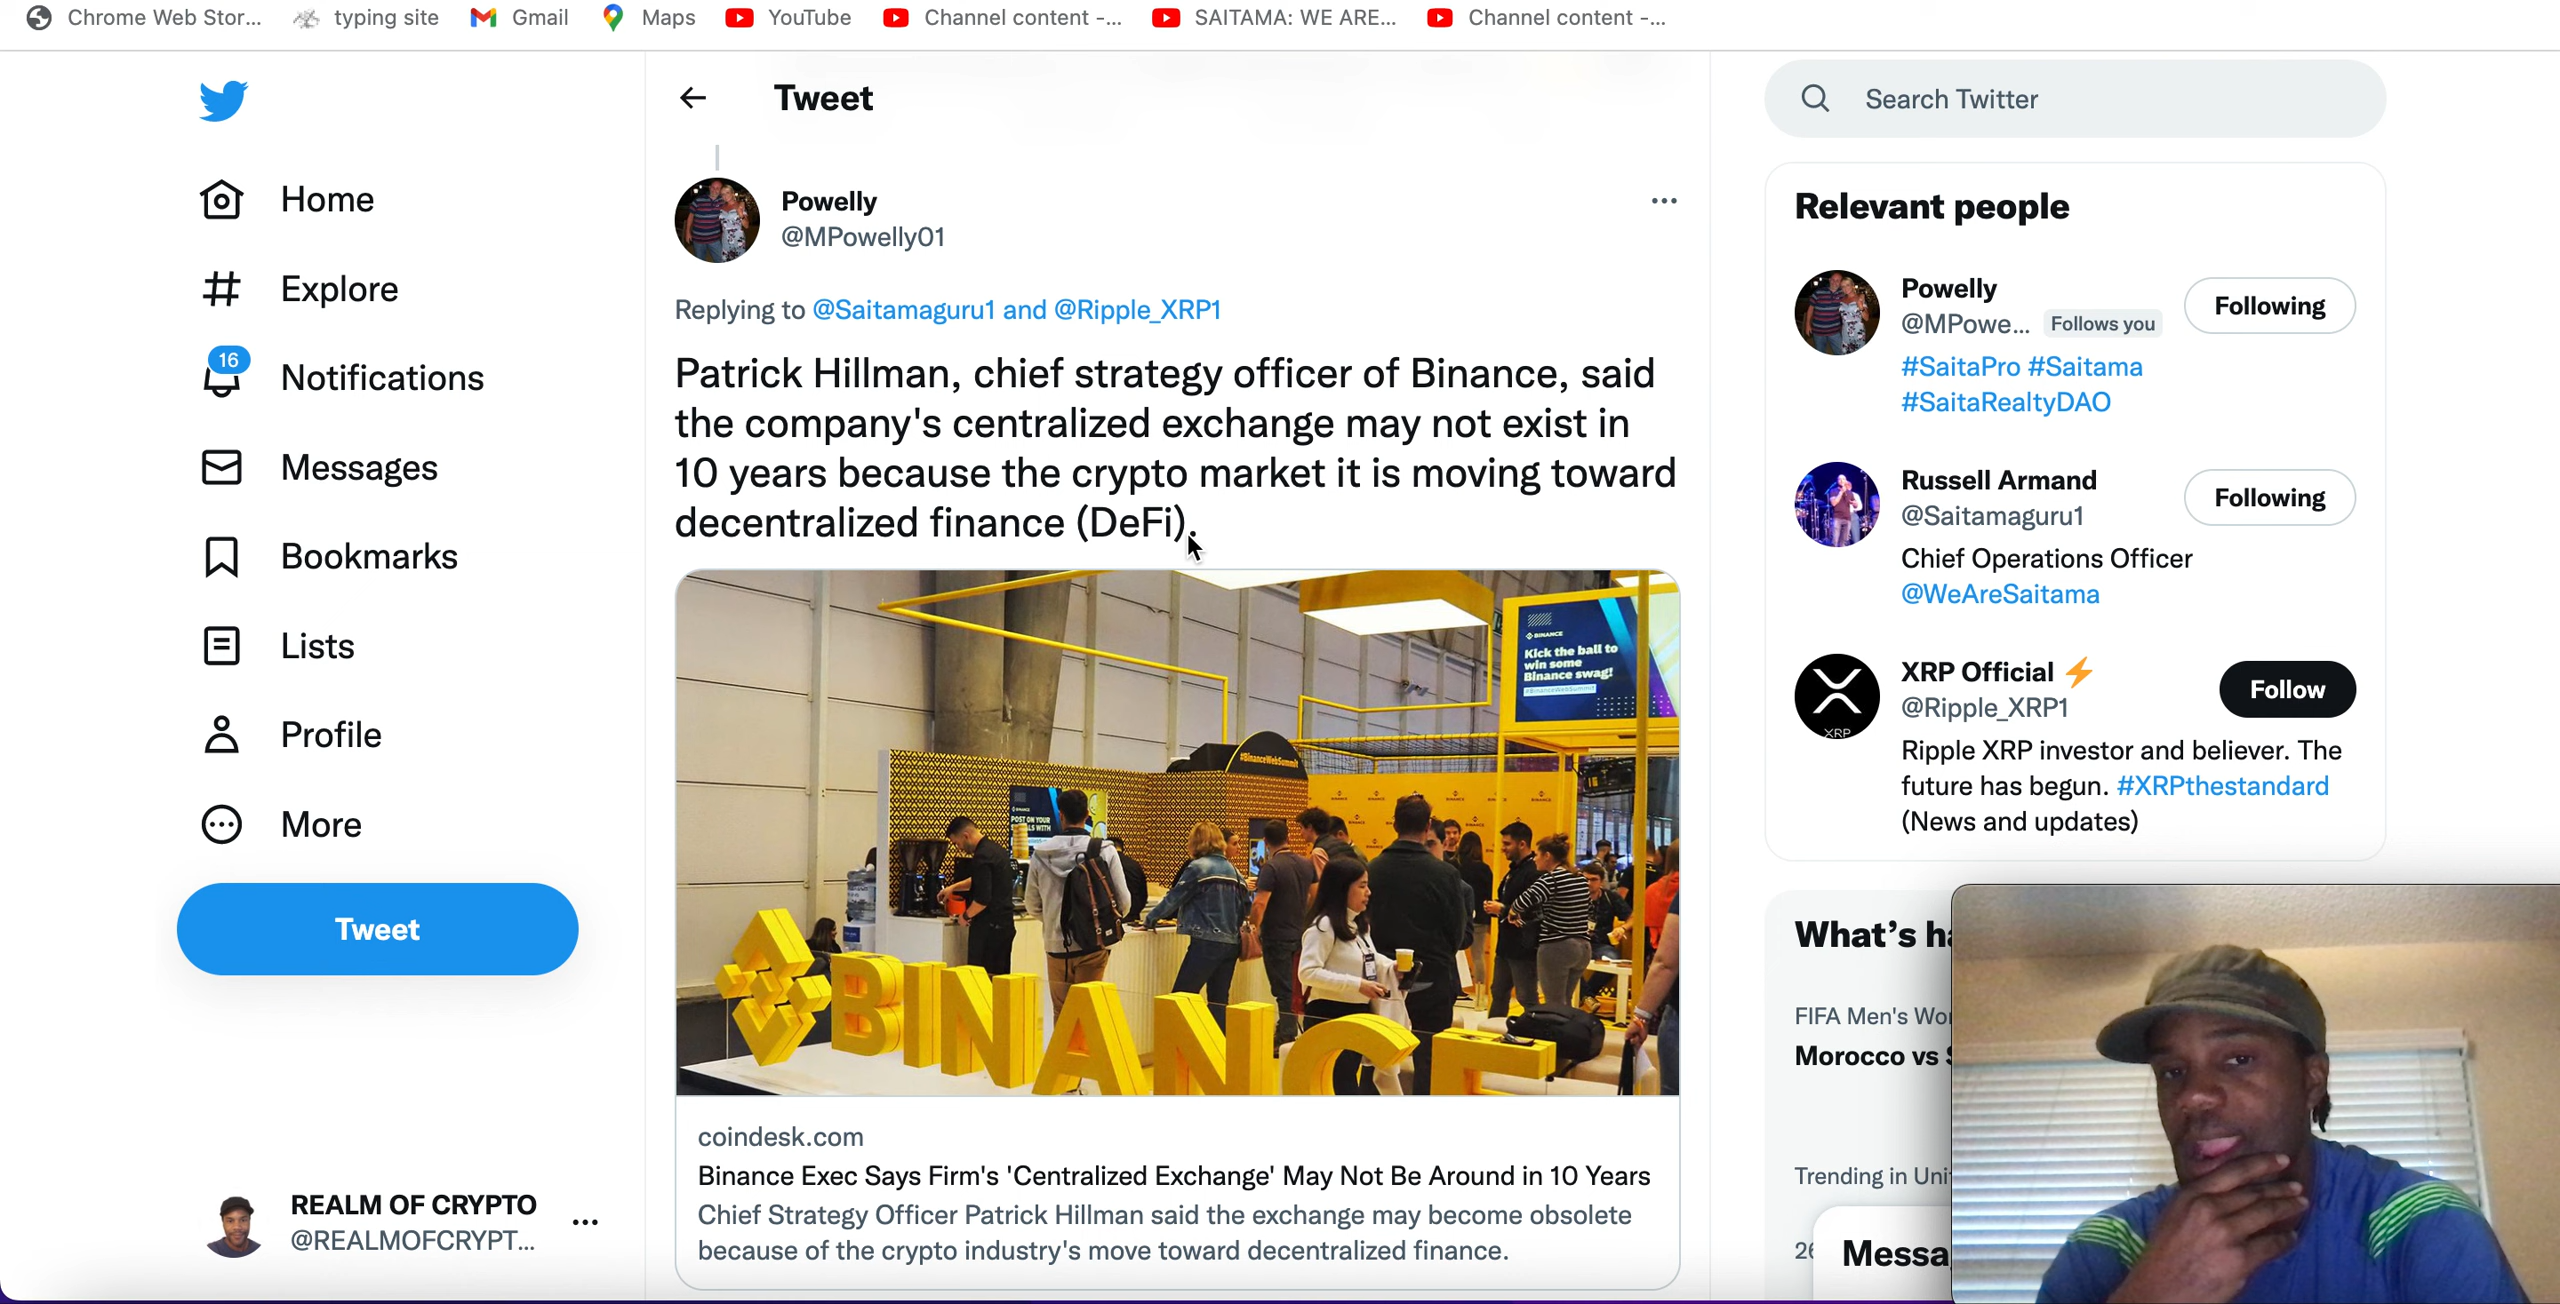 Chrome Web Stor...
typing site
Gmail
Maps
YouTube
Channel content -...
SAITAMA: WE ARE...
Channel content -...
Home
Explore
16
Notifications
Messages
Bookmarks
Lists
Profile
More
Tweet
REALM OF CRYPTO
@REALMOFCRYPT...
Tweet
Powelly
@MPowelly01
Replying to @Saitamaguru1 and @Ripple_XRP1
Patrick Hillman, chief strategy officer of Binance, said
the company's centralized exchange may not exist in
10 years because the crypto market it is moving toward
decentralized finance (DeFi).
BINANCE
Kick the ball to
win some
Binance swag!
#BinanceWebSummit
#BinanceWebSummit
BINANCE
coindesk.com
Binance Exec Says Firm's 'Centralized Exchange' May Not Be Around in 10 Years
Chief Strategy Officer Patrick Hillman said the exchange may become obsolete
because of the crypto industry's move toward decentralized finance.
Search Twitter
Relevant people
Powelly
@MPowe... Follows you
Following
#SaitaPro #Saitama
#SaitaRealtyDAO
Russell Armand
@Saitamaguru1
Following
Chief Operations Officer
@WeAreSaitama
XRP Official
@Ripple_XRP1
Follow
XRP
Ripple XRP investor and believer. The
future has begun. #XRPthestandard
(News and updates)
What's ha
FIFA Men's Wor
Morocco vs S
Trending in Uni
26
Messa